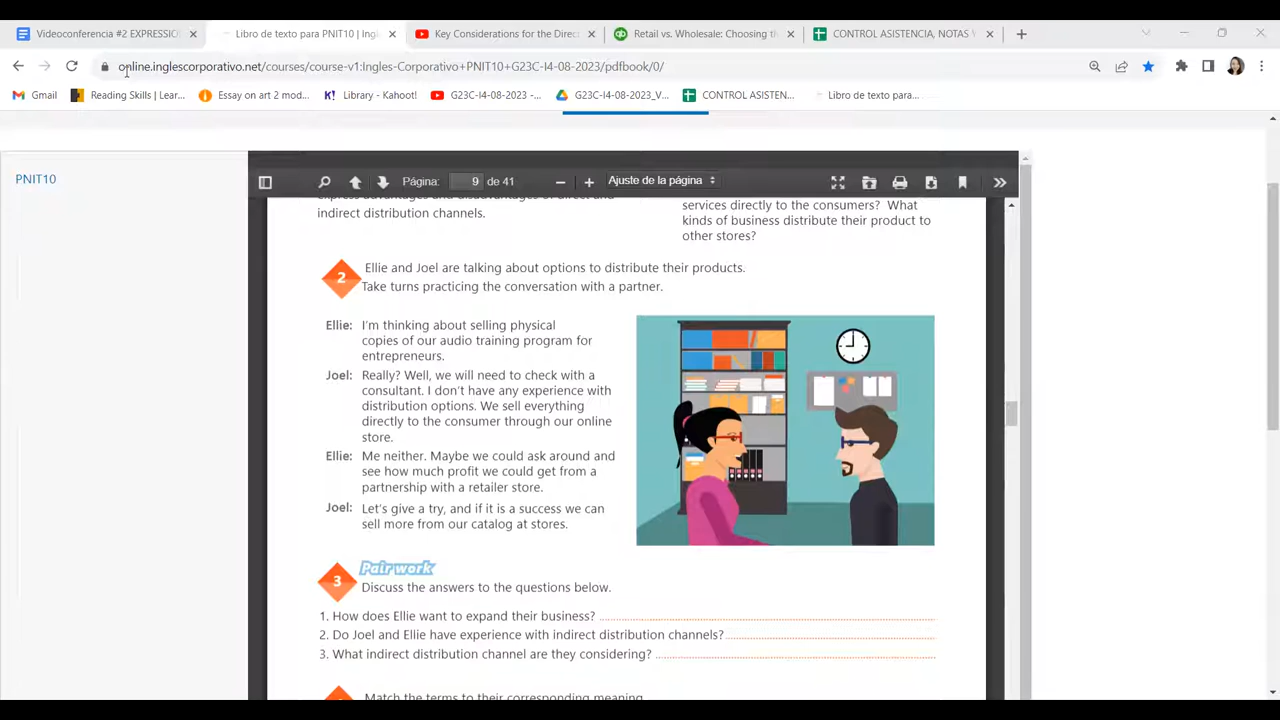 Videoconferencia #2 EXPRESSIO
Libro de texto para PNIT10 | Ingl
Key Considerations for the Direc
Retail vs. Wholesale: Choosing th
CONTROL ASISTENCIA, NOTAS Y
online.inglescorporativo.net/courses/course-v1:Ingles-Corporativo+PNIT10+G23C-I4-08-2023/pdfbook/0/
Gmail
Reading Skills | Lear...
Essay on art 2 mod...
Library - Kahoot!
G23C-I4-08-2023 -...
G23C-I4-08-2023_V...
CONTROL ASISTEN...
Libro de texto para...
PNIT10
Página: 9 de 41
Ajuste de la página
indirect distribution channels.
services directly to the consumers? What
kinds of business distribute their product to
other stores?
2
Ellie and Joel are talking about options to distribute their products.
Take turns practicing the conversation with a partner.
Ellie: I'm thinking about selling physical
copies of our audio training program for
entrepreneurs.
Joel: Really? Well, we will need to check with a
consultant. I don't have any experience with
distribution options. We sell everything
directly to the consumer through our online
store.
Ellie: Me neither. Maybe we could ask around and
see how much profit we could get from a
partnership with a retailer store.
Joel: Let's give a try, and if it is a success we can
sell more from our catalog at stores.
3
Pair work
Discuss the answers to the questions below.
1. How does Ellie want to expand their business?
2. Do Joel and Ellie have experience with indirect distribution channels?
3. What indirect distribution channel are they considering?
Match the terms to their corresponding meaning